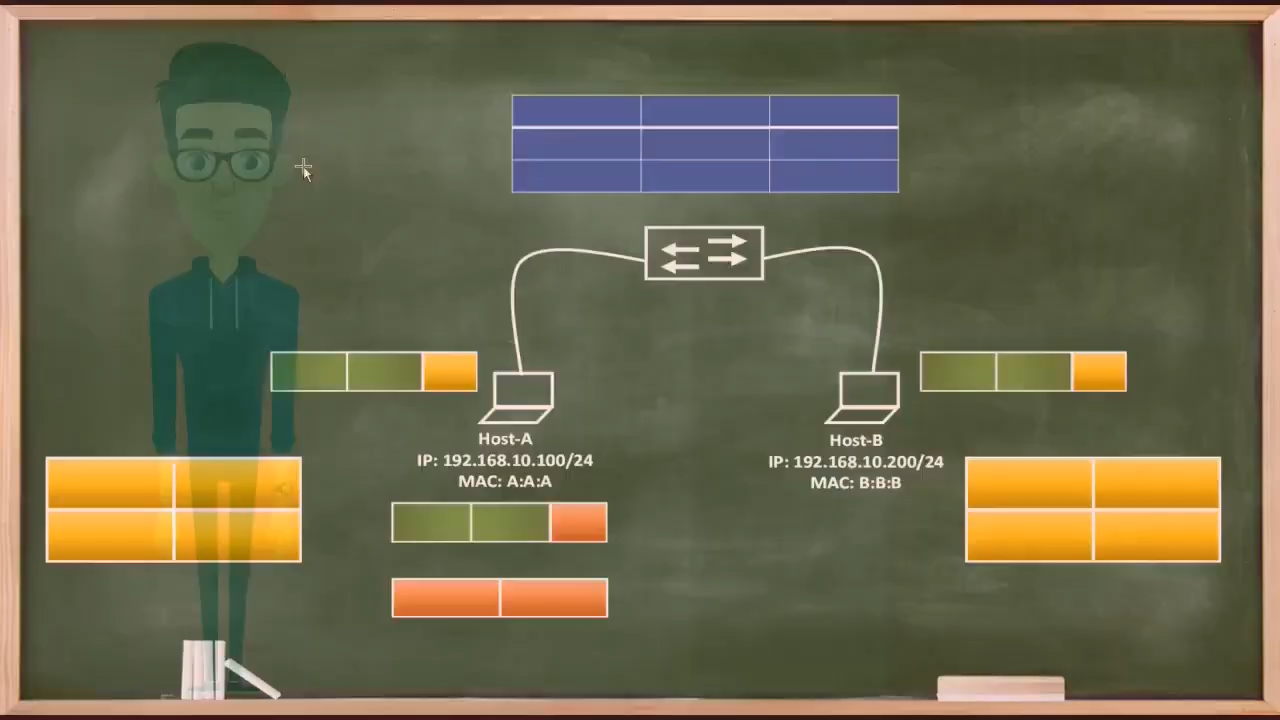 Host-A
IP: 192.168.10.100/24
MAC: A:A:A
Host-B
IP: 192.168.10.200/24
MAC: B:B:B